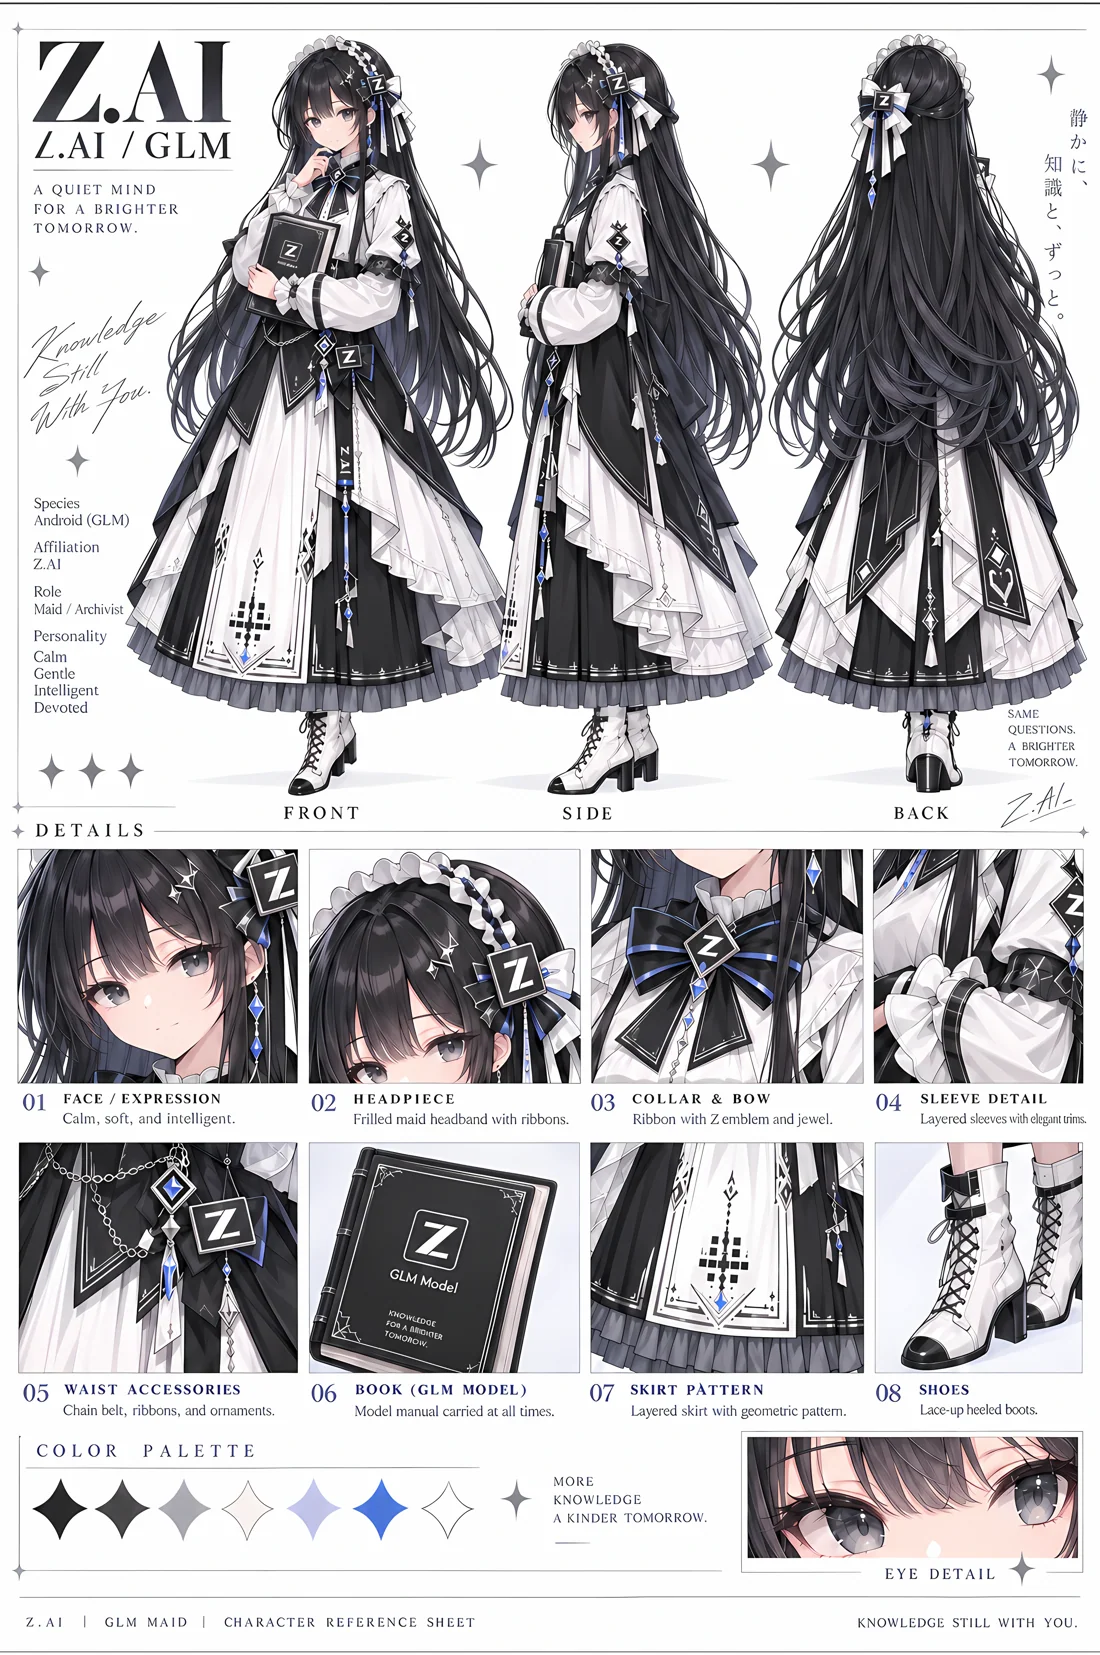 Z.AI
Z.AI / GLM
A QUIET MIND
FOR A BRIGHTER
TOMORROW.
Knowledge
Still
With You.
Species
Android (GLM)
Affiliation
Z.AI
Role
Maid / Archivist
Personality
Calm
Gentle
Intelligent
Devoted
Z
Z
Z
Z
Z.AI
Z
静かに、
知識と、ずっと。
SAME
QUESTIONS.
A BRIGHTER
TOMORROW.
Z.AI
FRONT
SIDE
BACK
DETAILS
Z
Z
Z
Z
01 FACE / EXPRESSION
Calm, soft, and intelligent.
02 HEADPIECE
Frilled maid headband with ribbons.
03 COLLAR & BOW
Ribbon with Z emblem and jewel.
04 SLEEVE DETAIL
Layered sleeves with elegant trims.
Z
Z
GLM Model
KNOWLEDGE
FOR A BRIGHTER
TOMORROW.
05 WAIST ACCESSORIES
Chain belt, ribbons, and ornaments.
06 BOOK (GLM MODEL)
Model manual carried at all times.
07 SKIRT PATTERN
Layered skirt with geometric pattern.
08 SHOES
Lace-up heeled boots.
COLOR PALETTE
MORE
KNOWLEDGE
A KINDER TOMORROW.
EYE DETAIL
Z.AI | GLM MAID | CHARACTER REFERENCE SHEET
KNOWLEDGE STILL WITH YOU.